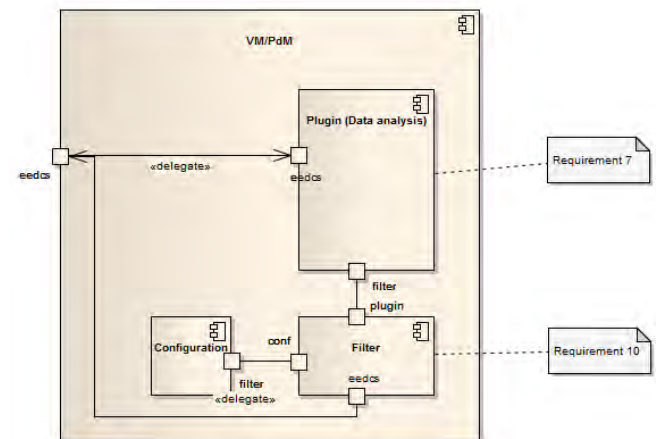 VM/PdM
Plugin (Data analysis)
eedcs
«delegate»
eedcs
Requirement 7
filter
plugin
Configuration
conf
Filter
Requirement 10
filter
«delegate»
eedcs